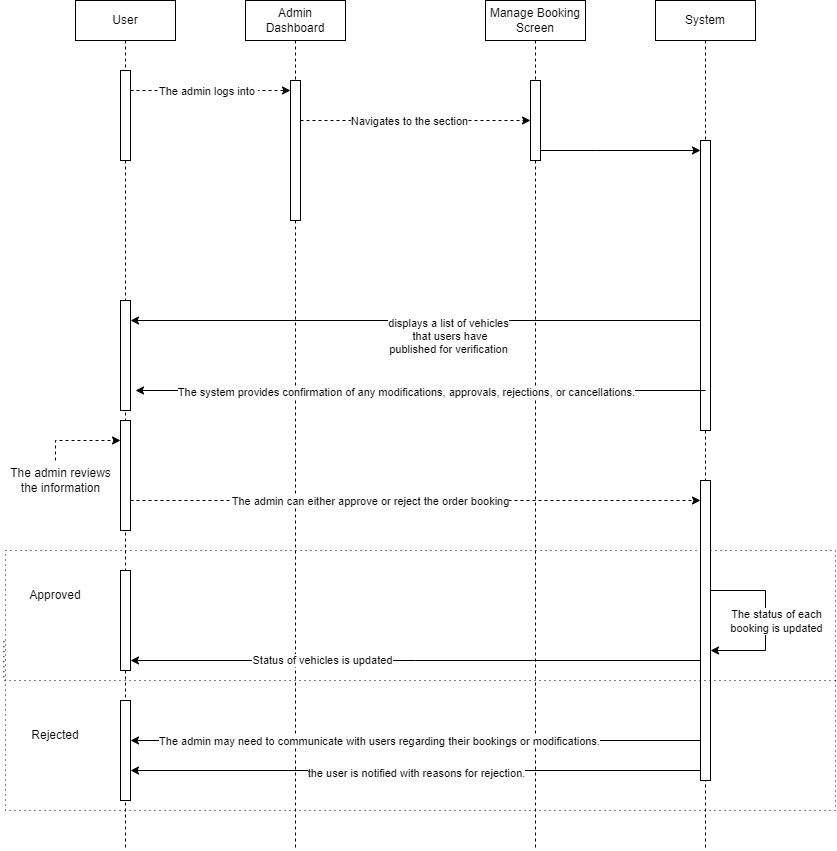 User
Admin
Dashboard
Manage Booking
Screen
System
The admin logs into
Navigates to the section
displays a list of vehicles
that users have
published for verification
The system provides confirmation of any modifications, approvals, rejections, or cancellations.
The admin reviews
the information
The admin can either approve or reject the order booking
Approved
The status of each
booking is updated
Status of vehicles is updated
Rejected
The admin may need to communicate with users regarding their bookings or modifications.
the user is notified with reasons for rejection.